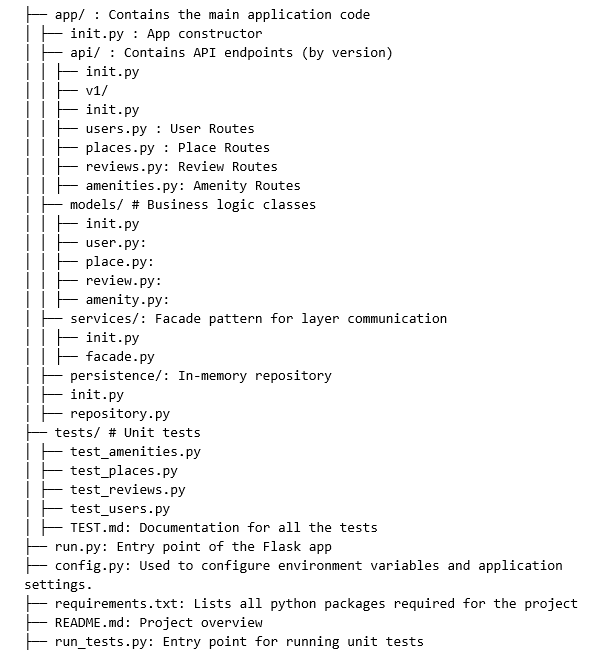 ├── app/ : Contains the main application code
│ ├── init.py : App constructor
│ ├── api/ : Contains API endpoints (by version)
│ │ ├── init.py
│ │ ├── v1/
│ │ ├── init.py
│ │ ├── users.py : User Routes
│ │ ├── places.py : Place Routes
│ │ ├── reviews.py: Review Routes
│ │ ├── amenities.py: Amenity Routes
│ ├── models/ # Business logic classes
│ │ ├── init.py
│ │ ├── user.py:
│ │ ├── place.py:
│ │ ├── review.py:
│ │ ├── amenity.py:
│ ├── services/: Facade pattern for layer communication
│ │ ├── init.py
│ │ ├── facade.py
│ ├── persistence/: In-memory repository
│ ├── init.py
│ ├── repository.py
├── tests/ # Unit tests
│ ├── test_amenities.py
│ ├── test_places.py
│ ├── test_reviews.py
│ ├── test_users.py
│ ├── TEST.md: Documentation for all the tests
├── run.py: Entry point of the Flask app
├── config.py: Used to configure environment variables and application
settings.
├── requirements.txt: Lists all python packages required for the project
├── README.md: Project overview
├── run_tests.py: Entry point for running unit tests